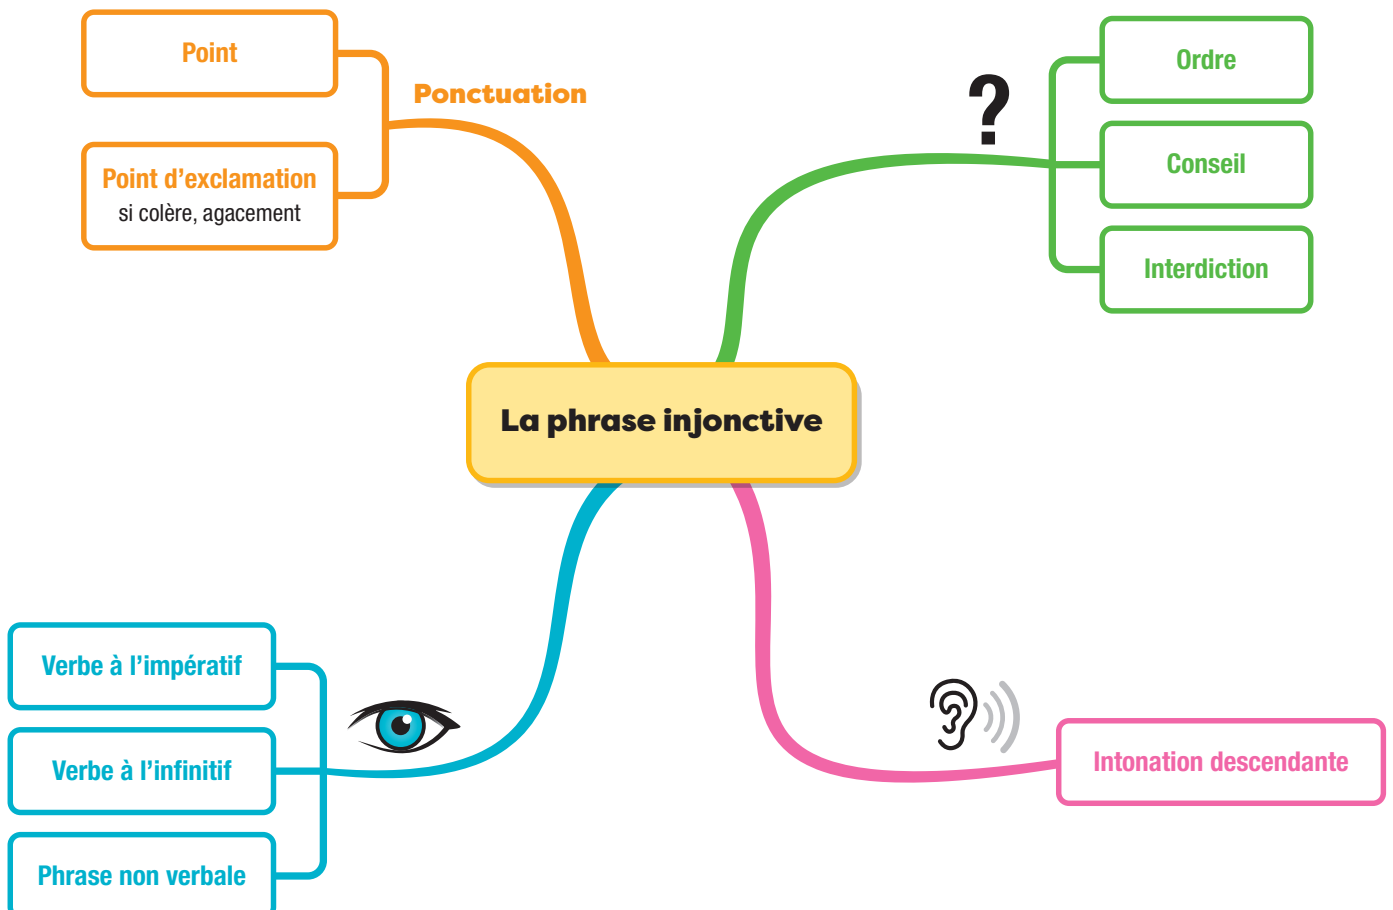 Point
Point d’exclamation
si colère, agacement
Ponctuation
?
Ordre
Conseil
Interdiction
La phrase injonctive
Verbe à l’impératif
Verbe à l’infinitif
Phrase non verbale
Intonation descendante